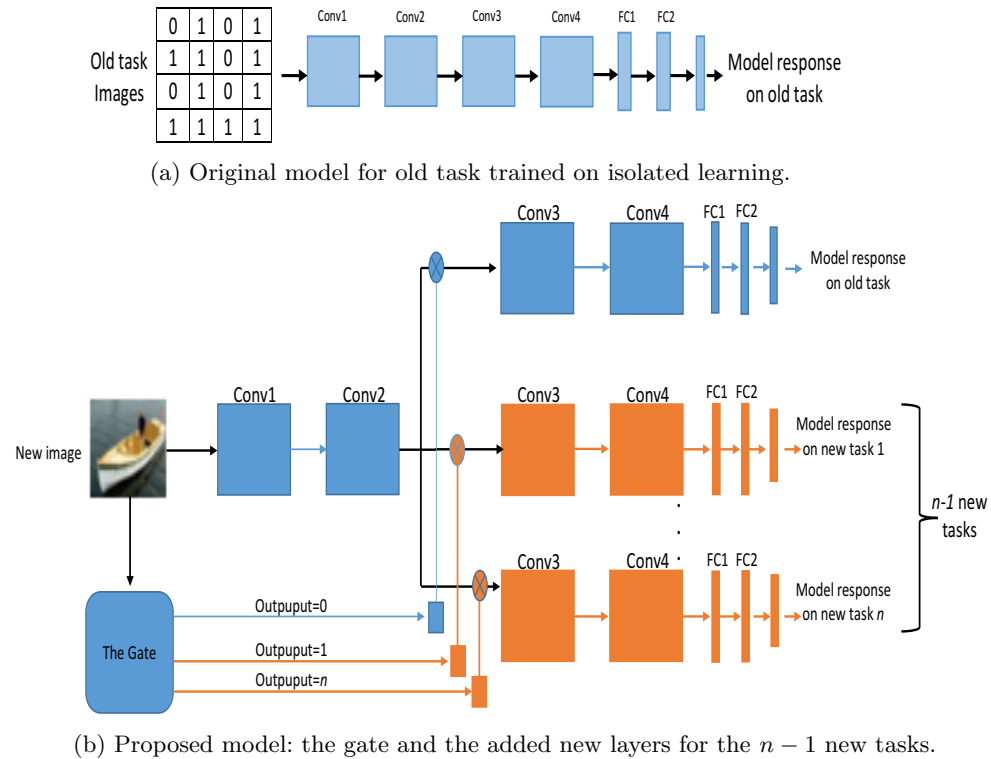 Conv1 Conv2 Conv3 Conv4 FC1 FC2
0 1 0 1
1 1 0 1
0 1 0 1
1 1 1 1
Old task
Images
Model response
on old task
(a) Original model for old task trained on isolated learning.
Conv3 Conv4 FC1 FC2
Model response
on old task
New image
Conv1 Conv2
Conv3 Conv4 FC1 FC2
Model response
on new task 1
n-1 new
tasks
Conv3 Conv4 FC1 FC2
Model response
on new task n
The Gate
Outpuput=0
Outpuput=1
Outpuput=n
(b) Proposed model: the gate and the added new layers for the n − 1 new tasks.